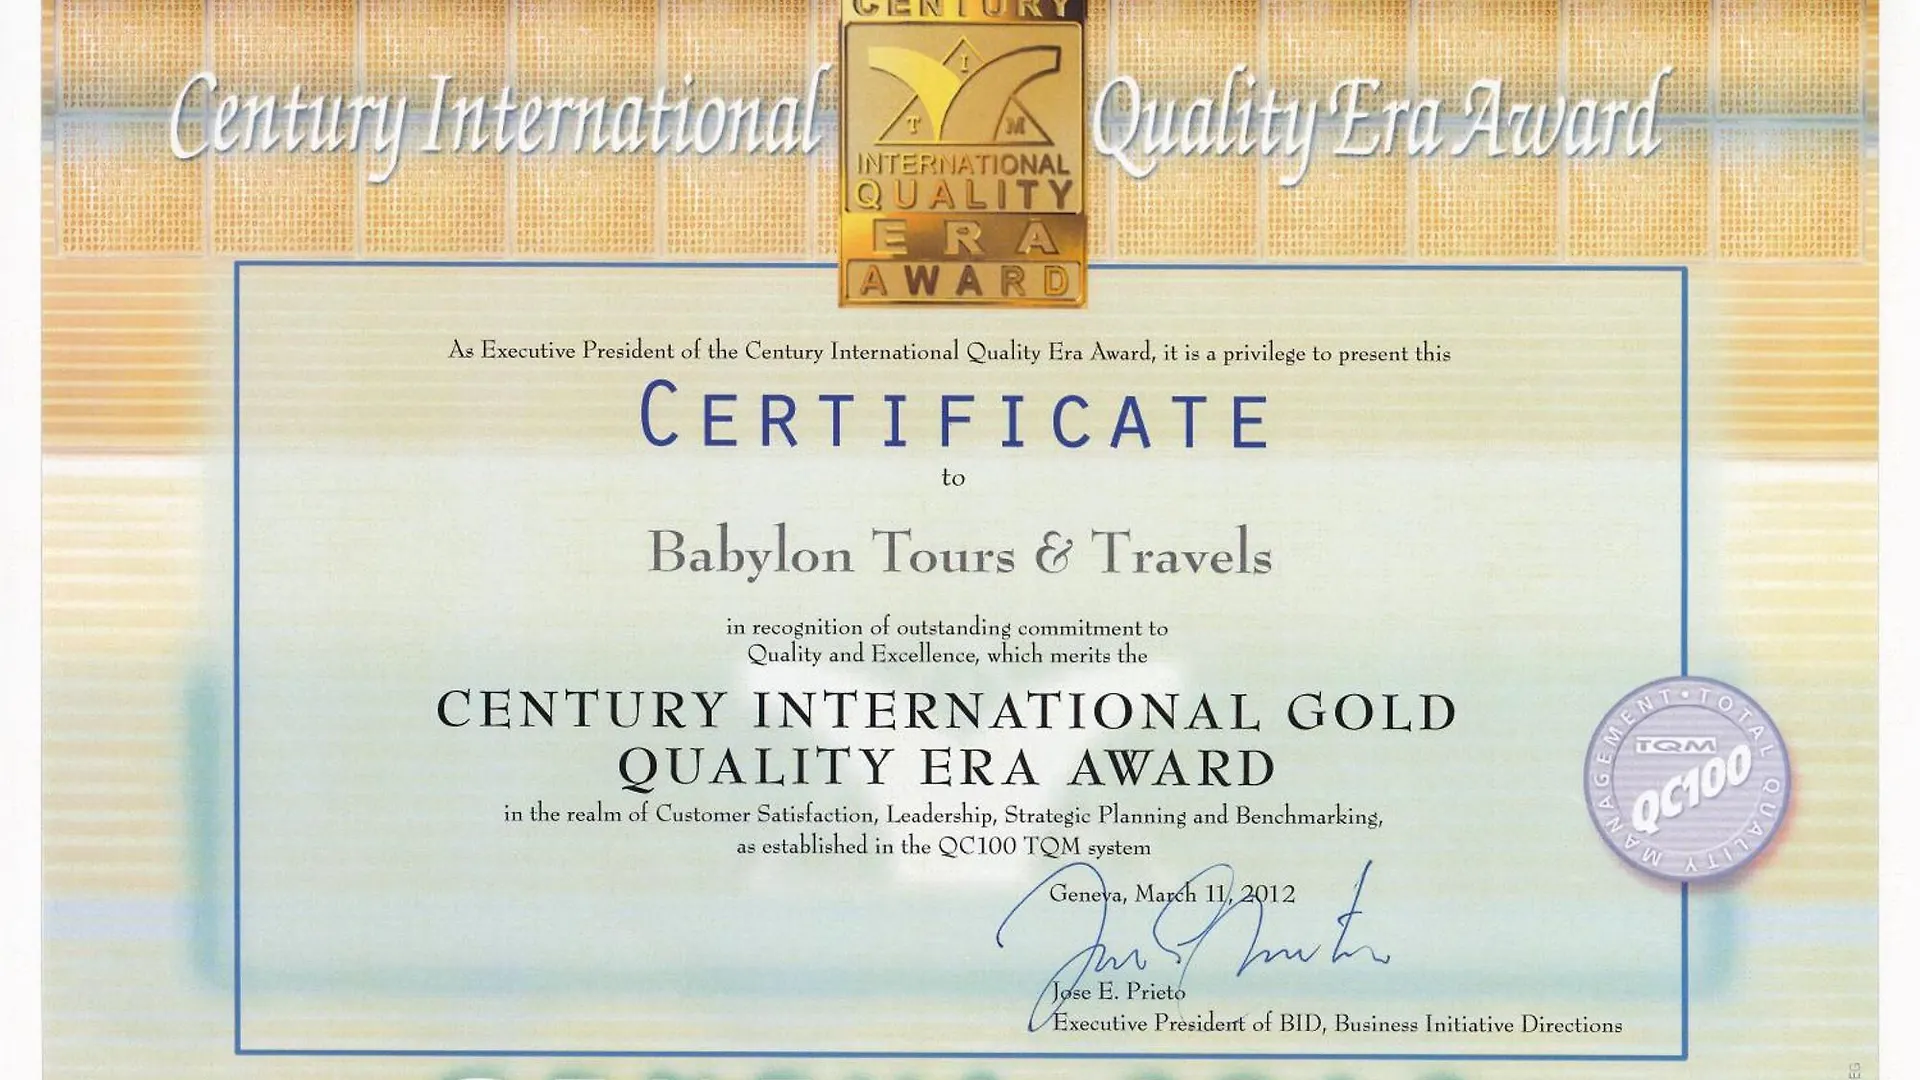 CENTURY
Century International Quality Era Award
I
T M
INTERNATIONAL
QUALITY
ERA
AWARD
As Executive President of the Century International Quality Era Award, it is a privilege to present this
CERTIFICATE
to
Babylon Tours & Travels
in recognition of outstanding commitment to
Quality and Excellence, which merits the
CENTURY INTERNATIONAL GOLD
QUALITY ERA AWARD
in the realm of Customer Satisfaction, Leadership, Strategic Planning and Benchmarking,
as established in the QC100 TQM system
MANAGEMENT • TOTAL QUALITY
TQM
QC100
Geneva, March 11, 2012
Jose E. Prieto
Executive President of BID, Business Initiative Directions